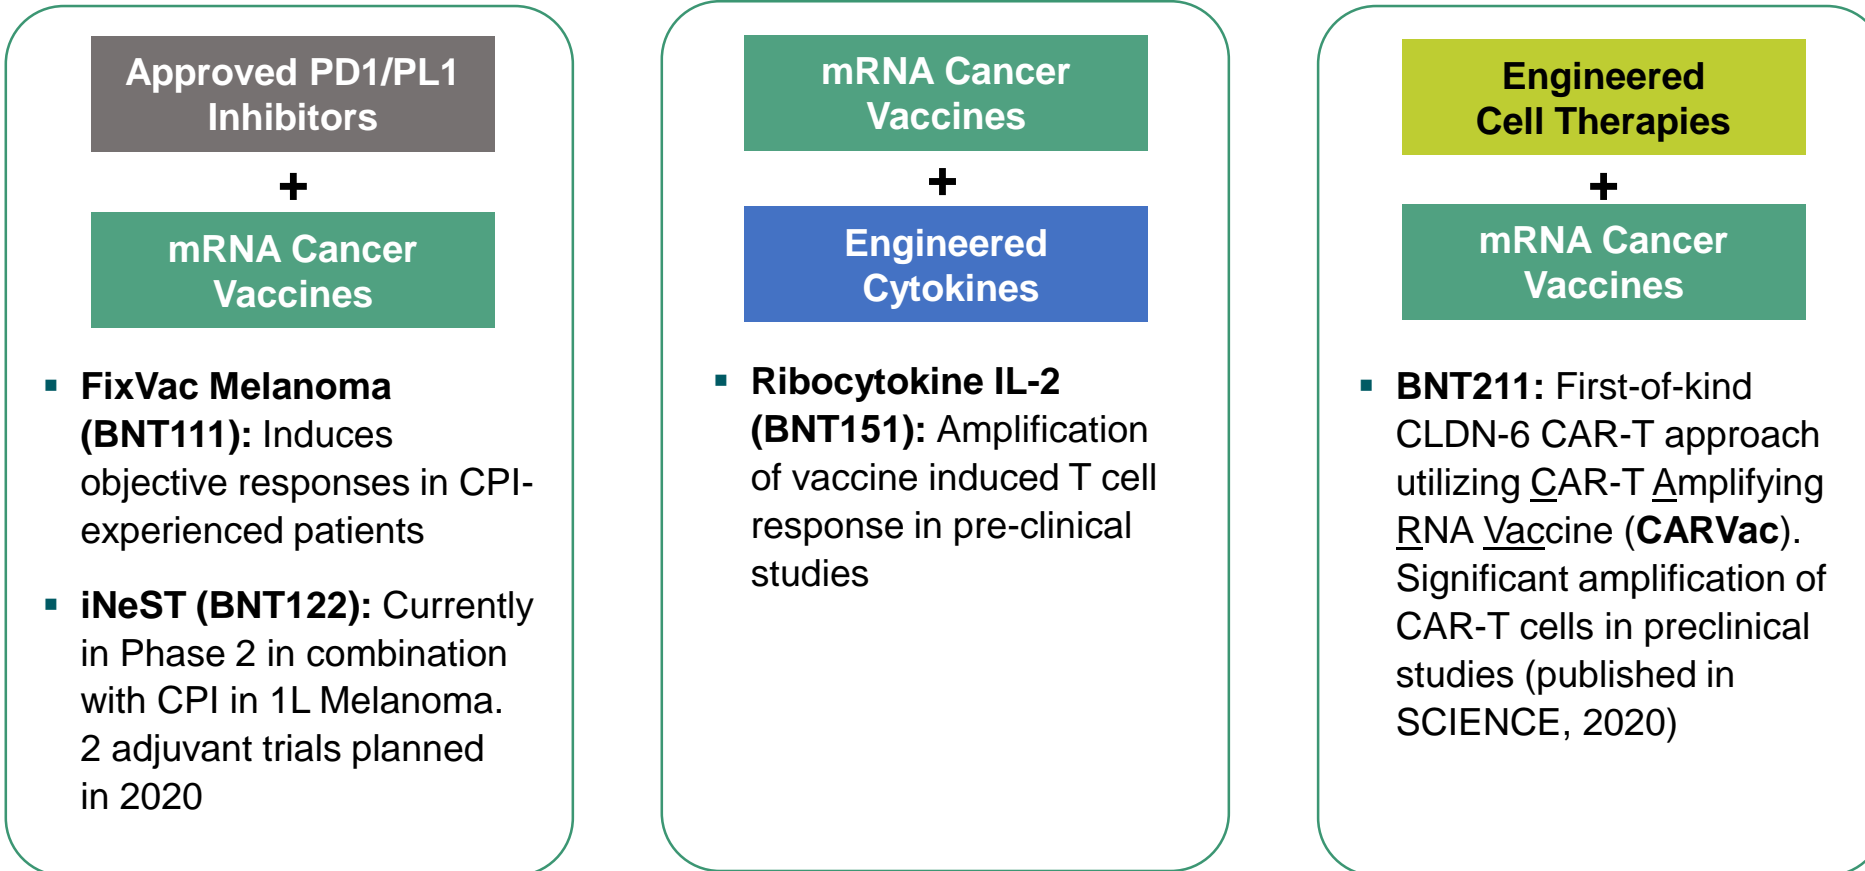 Approved PD1/PL1
Inhibitors
+
mRNA Cancer
Vaccines
▪ FixVac Melanoma
(BNT111): Induces
objective responses in CPI-
experienced patients
▪ iNeST (BNT122): Currently
in Phase 2 in combination
with CPI in 1L Melanoma.
2 adjuvant trials planned
in 2020
mRNA Cancer
Vaccines
+
Engineered
Cytokines
▪ Ribocytokine IL-2
(BNT151): Amplification
of vaccine induced T cell
response in pre-clinical
studies
Engineered
Cell Therapies
+
mRNA Cancer
Vaccines
▪ BNT211: First-of-kind
CLDN-6 CAR-T approach
utilizing CAR-T Amplifying
RNA Vaccine (CARVac).
Significant amplification of
CAR-T cells in preclinical
studies (published in
SCIENCE, 2020)